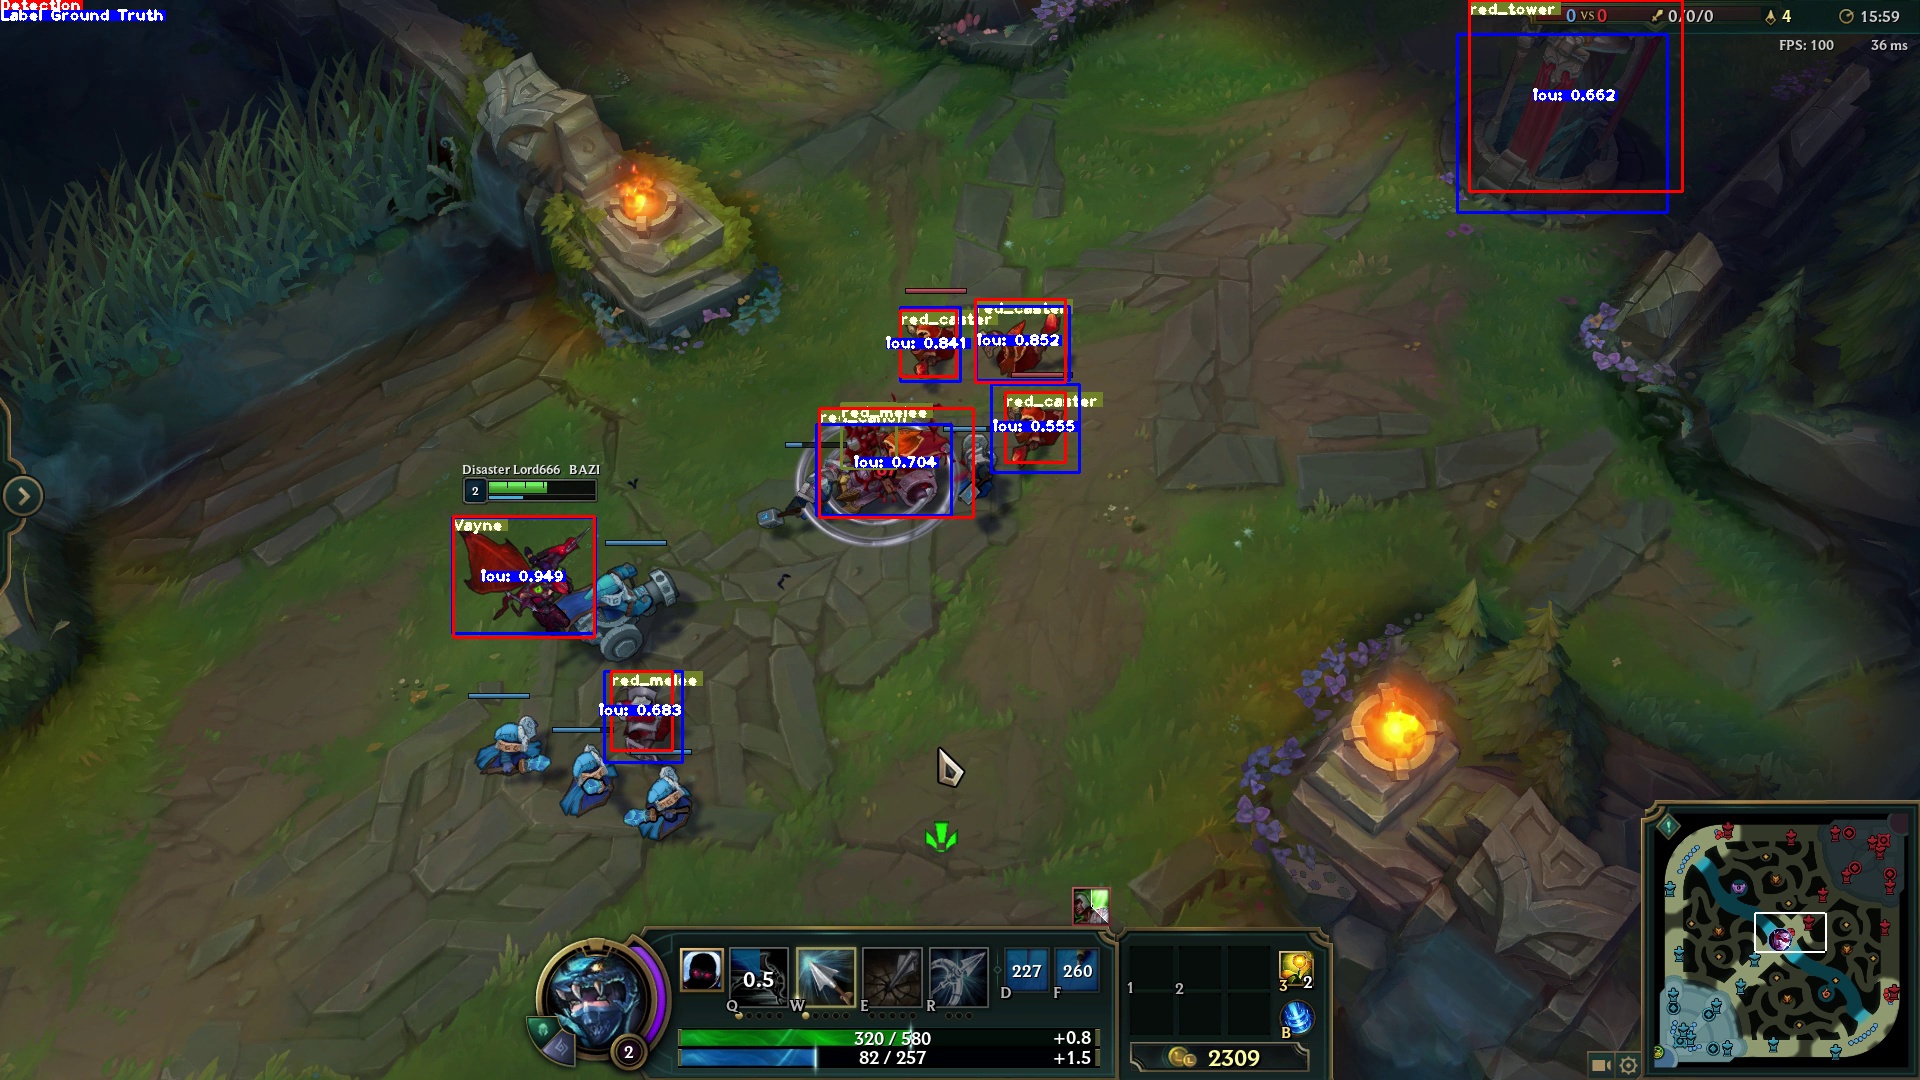 Detection
Label Ground Truth
red_tower
0 vs 0
0/0/0
4
15:59
FPS: 100
36 ms
Iou: 0.662
red_caster
red_caster
Iou: 0.841
Iou: 0.852
red_caster
red_melee
red_canon
Iou: 0.555
Iou: 0.704
Disaster Lord666 BAZI
2
Vayne
Iou: 0.949
red_melee
Iou: 0.683
0.5
227
260
Q
W
E
R
D
F
1
2
3
2
B
2
320 / 580
+0.8
82 / 257
+1.5
2309